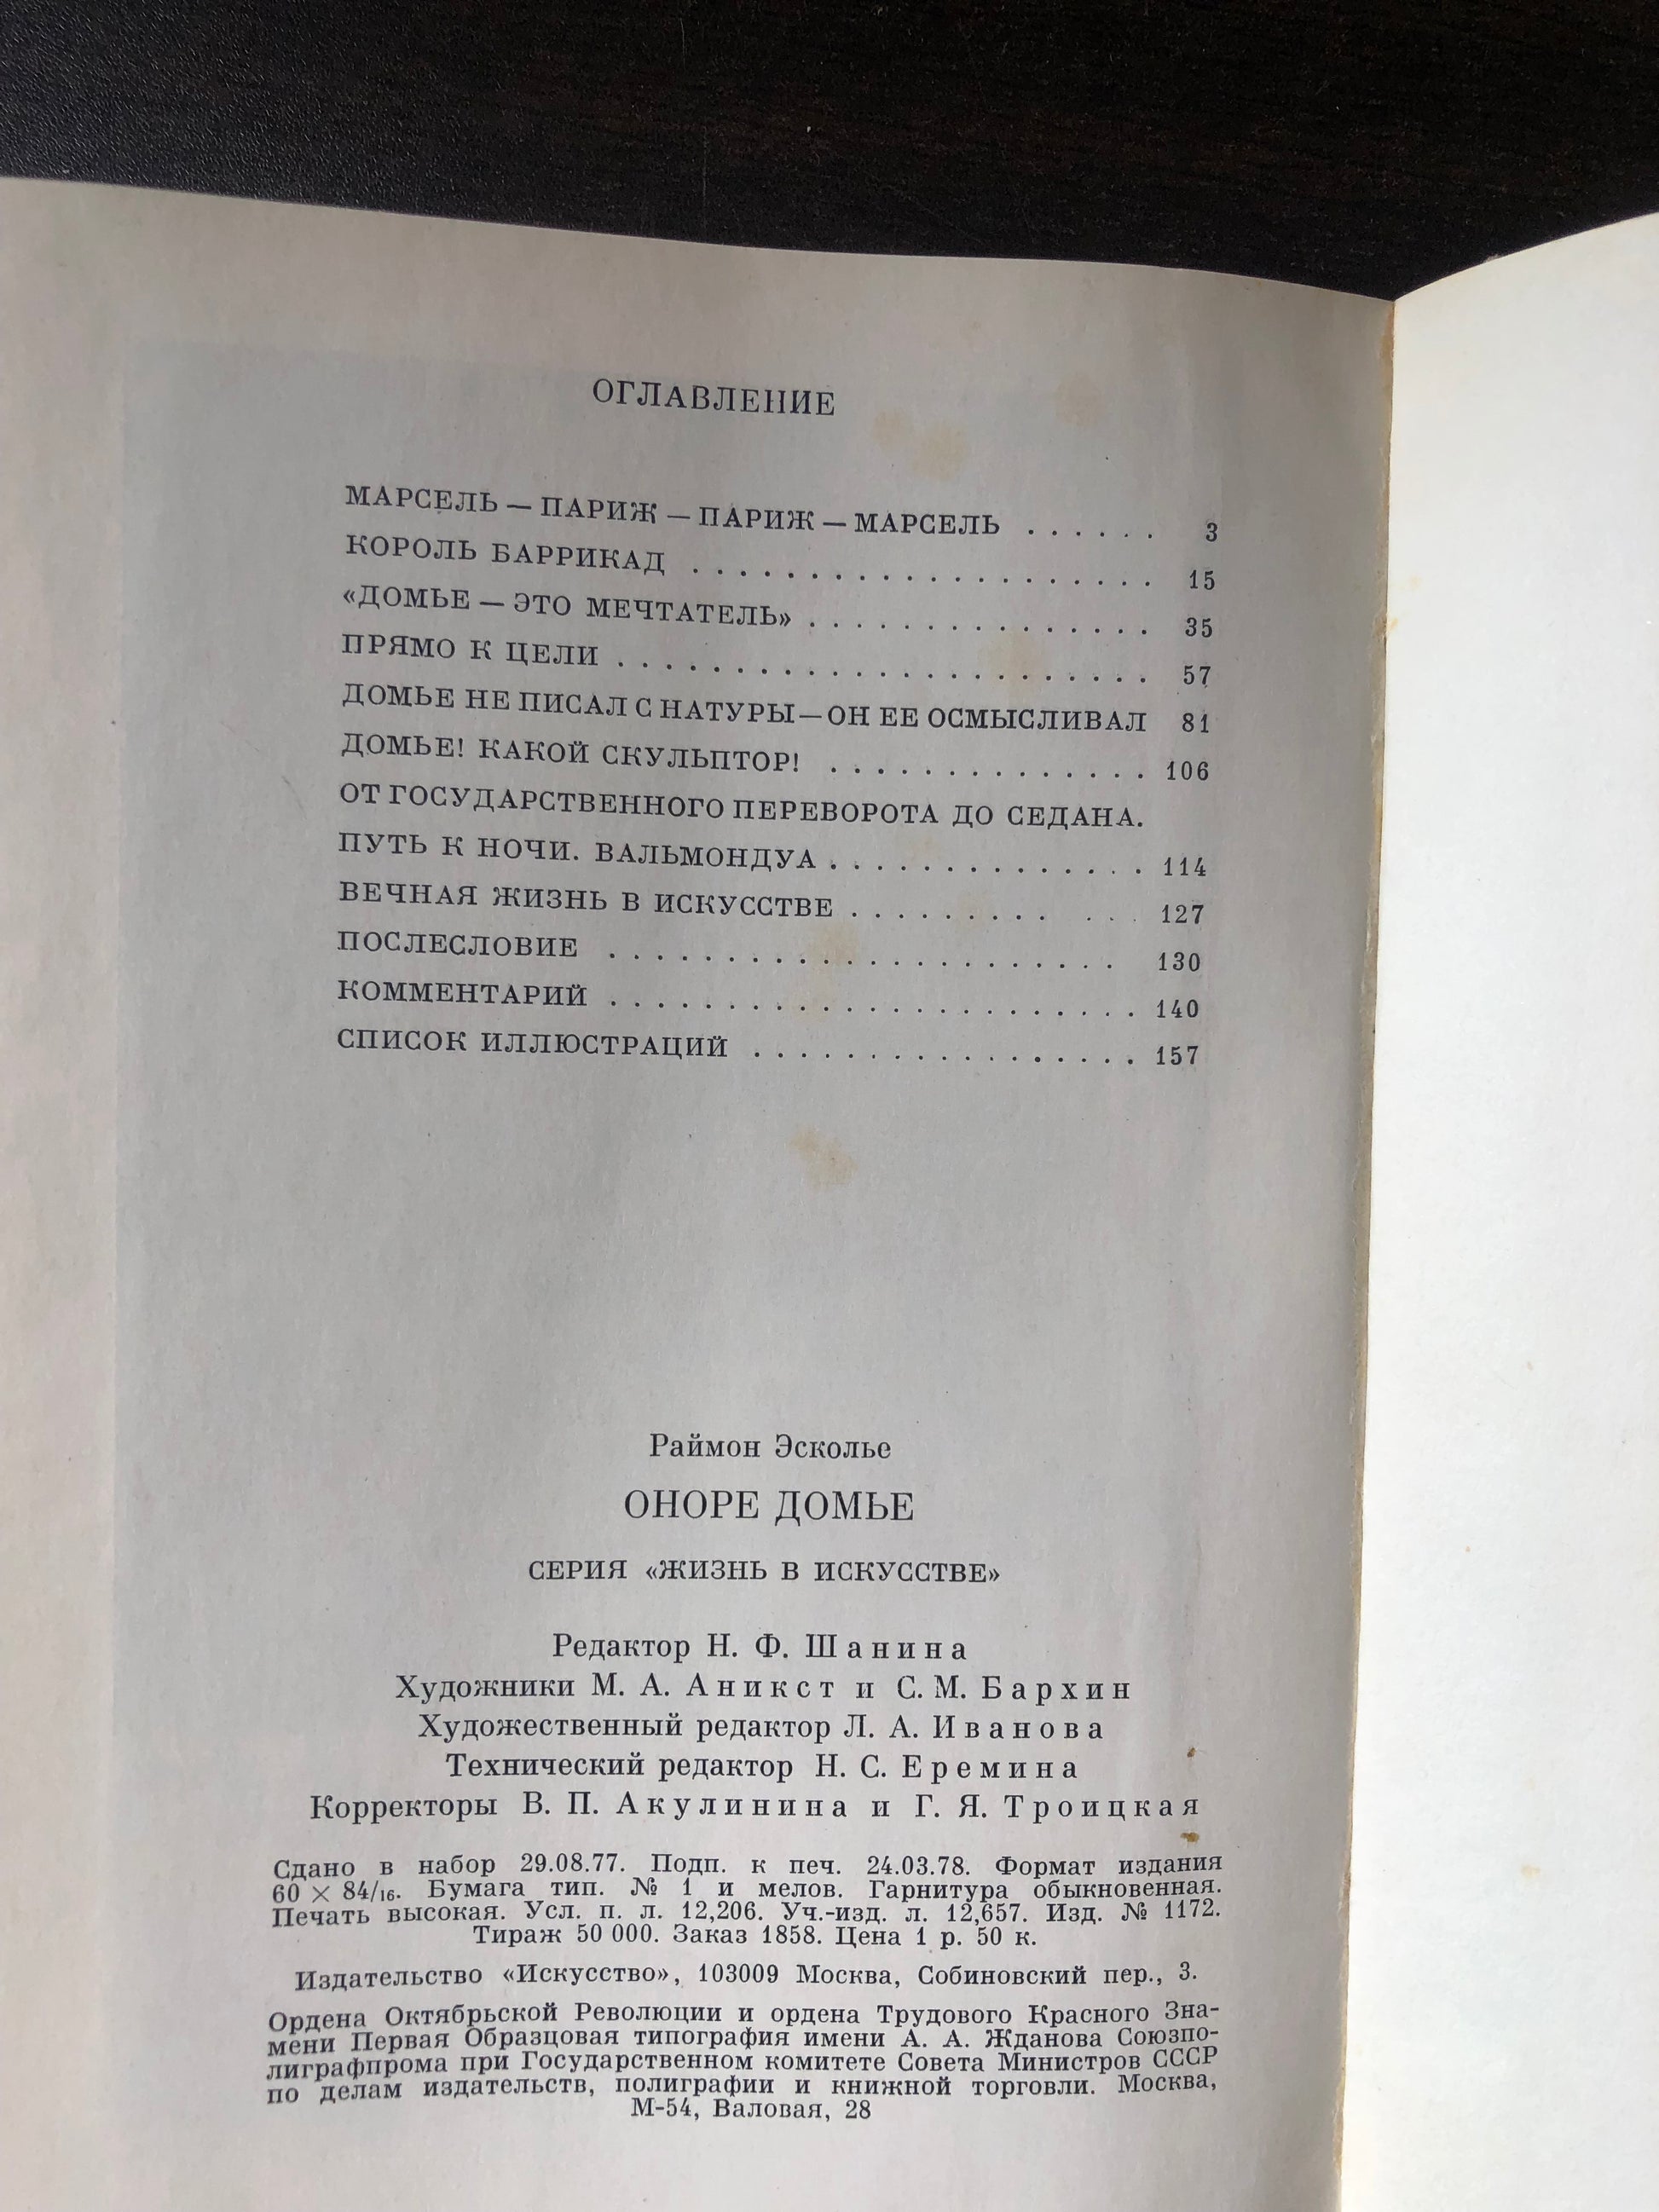 ОГЛАВЛЕНИЕ
МАРСЕЛЬ — ПАРИЖ — ПАРИЖ — МАРСЕЛЬ . . . . . . 3
КОРОЛЬ БАРРИКАД . . . . . . . . . . . . . . . . . . . . 15
«ДОМЬЕ — ЭТО МЕЧТАТЕЛЬ» . . . . . . . . . . . . . . . 35
ПРЯМО К ЦЕЛИ . . . . . . . . . . . . . . . . . . . . . . . 57
ДОМЬЕ НЕ ПИСАЛ С НАТУРЫ — ОН ЕЕ ОСМЫСЛИВАЛ 81
ДОМЬЕ! КАКОЙ СКУЛЬПТОР! . . . . . . . . . . . . . . 106
ОТ ГОСУДАРСТВЕННОГО ПЕРЕВОРОТА ДО СЕДАНА.
ПУТЬ К НОЧИ. ВАЛЬМОНДУА . . . . . . . . . . . . . . 114
ВЕЧНАЯ ЖИЗНЬ В ИСКУССТВЕ . . . . . . . . . . . . 127
ПОСЛЕСЛОВИЕ . . . . . . . . . . . . . . . . . . . . . . 130
КОММЕНТАРИЙ . . . . . . . . . . . . . . . . . . . . . . . 140
СПИСОК ИЛЛЮСТРАЦИЙ . . . . . . . . . . . . . . . . . 157
Раймон Эсколье
ОНОРЕ ДОМЬЕ
СЕРИЯ «ЖИЗНЬ В ИСКУССТВЕ»
Редактор Н. Ф. Шанина
Художники М. А. Аникст и С. М. Бархин
Художественный редактор Л. А. Иванова
Технический редактор Н. С. Еремина
Корректоры В. П. Акулинина и Г. Я. Троицкая
Сдано в набор 29.08.77. Подп. к печ. 24.03.78. Формат издания
60 × 84/16. Бумага тип. № 1 и мелов. Гарнитура обыкновенная.
Печать высокая. Усл. п. л. 12,206. Уч.-изд. л. 12,657. Изд. № 1172.
Тираж 50 000. Заказ 1858. Цена 1 р. 50 к.
Издательство «Искусство», 103009 Москва, Собиновский пер., 3.
Ордена Октябрьской Революции и ордена Трудового Красного Зна-
мени Первая Образцовая типография имени А. А. Жданова Союзпо-
лиграфпрома при Государственном комитете Совета Министров СССР
по делам издательств, полиграфии и книжной торговли. Москва,
М-54, Валовая, 28